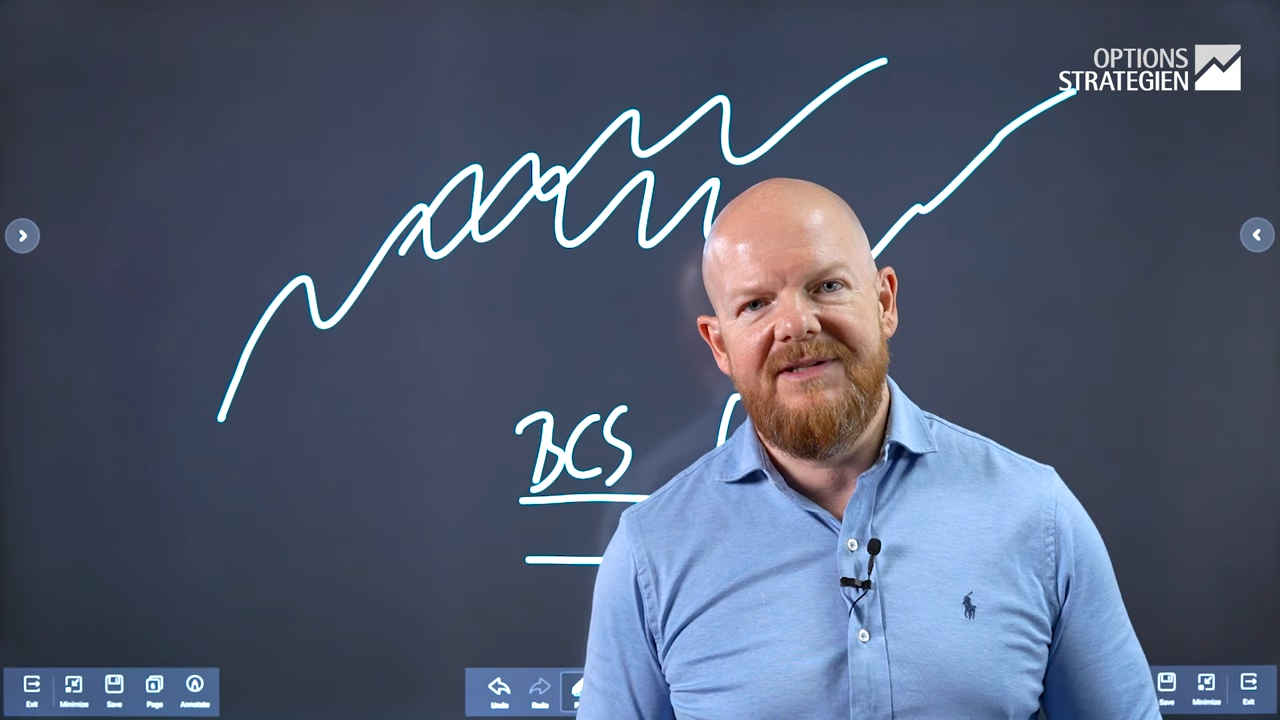 OPTIONS
STRATEGIEN
BCS
Exit
Minimize
Save
Page
Annotate
Undo
Redo
Save
Minimize
Exit